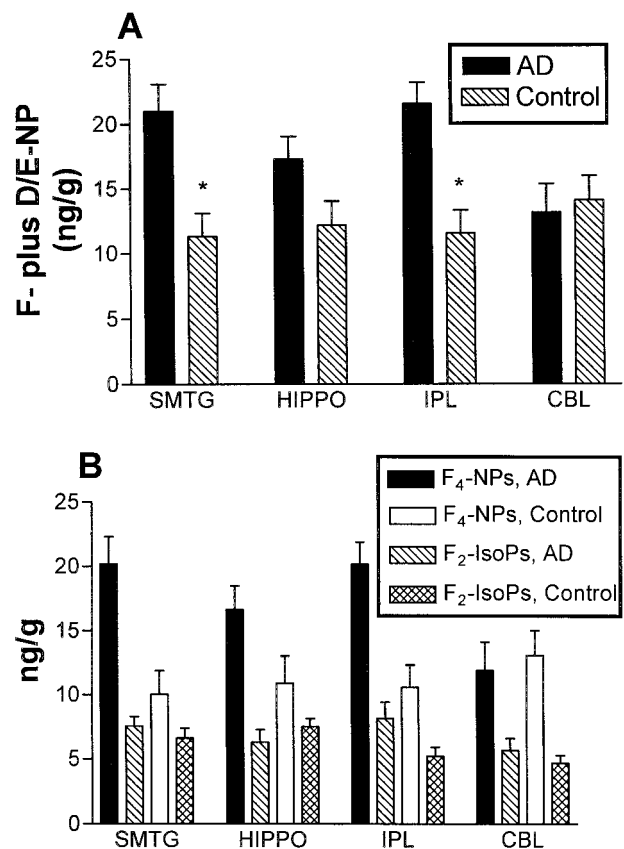 A
25
20
15
10
5
0
F- plus D/E-NP
(ng/g)
AD
Control
*
*
SMTG HIPPO IPL CBL
B
25
20
15
10
5
0
ng/g
F₄-NPs, AD
F₄-NPs, Control
F₂-IsoPs, AD
F₂-IsoPs, Control
SMTG HIPPO IPL CBL